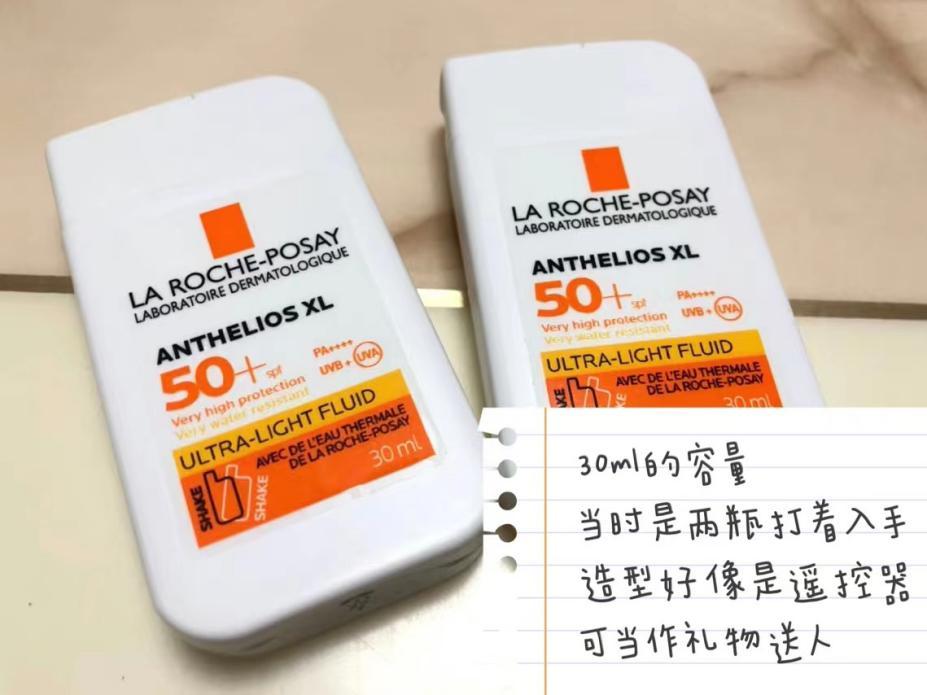 LA ROCHE-POSAY
LABORATOIRE DERMATOLOGIQUE
ANTHELIOS XL
50+ spf
PA++++
UVB + UVA
Very high protection
Very water resistant
ULTRA-LIGHT FLUID
SHAKE
SHAKE
AVEC DE L'EAU THERMALE
DE LA ROCHE-POSAY
30 ml
LA ROCHE-POSAY
LABORATOIRE DERMATOLOGIQUE
ANTHELIOS XL
50+ spf
PA++++
UVB + UVA
Very high protection
Very water resistant
ULTRA-LIGHT FLUID
AVEC DE L'EAU THERMALE
DE LA ROCHE-POSAY
30 ml
30ml的容量
当时是两瓶打着入手
造型好像是遥控器
可当作礼物送人